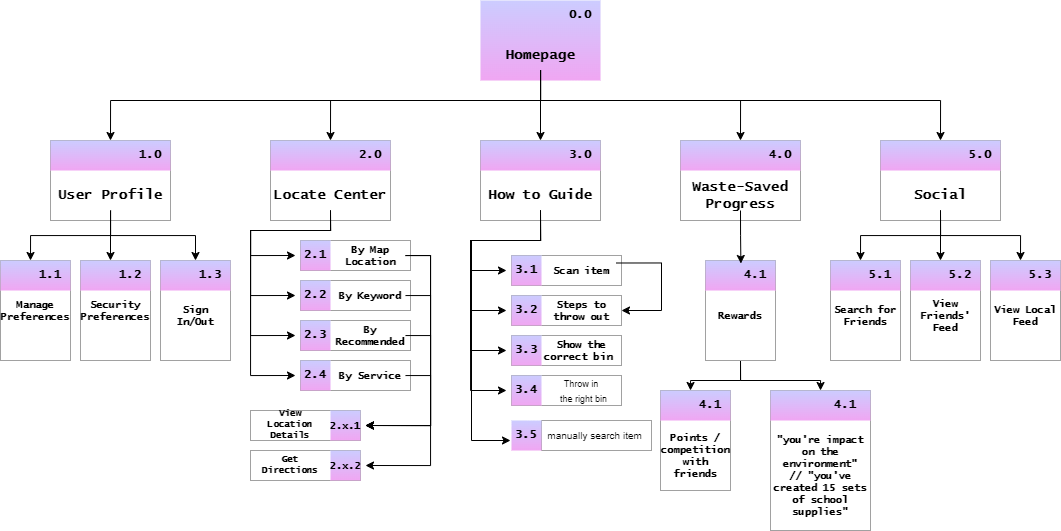 0.0
Homepage
1.0
User Profile
2.0
Locate Center
3.0
How to Guide
4.0
Waste-Saved
Progress
5.0
Social
1.1
Manage
Preferences
1.2
Security
Preferences
1.3
Sign
In/Out
2.1
By Map
Location
2.2
By Keyword
2.3
By
Recommended
2.4
By Service
View
Location
Details
2.x.1
Get
Directions
2.x.2
3.1
Scan item
3.2
Steps to
throw out
3.3
Show the
correct bin
3.4
Throw in
the right bin
3.5
manually search item
4.1
Rewards
4.1
Points /
competition
with
friends
4.1
"you're impact
on the
environment"
// "you've
created 15 sets
of school
supplies"
5.1
Search for
Friends
5.2
View
Friends'
Feed
5.3
View Local
Feed